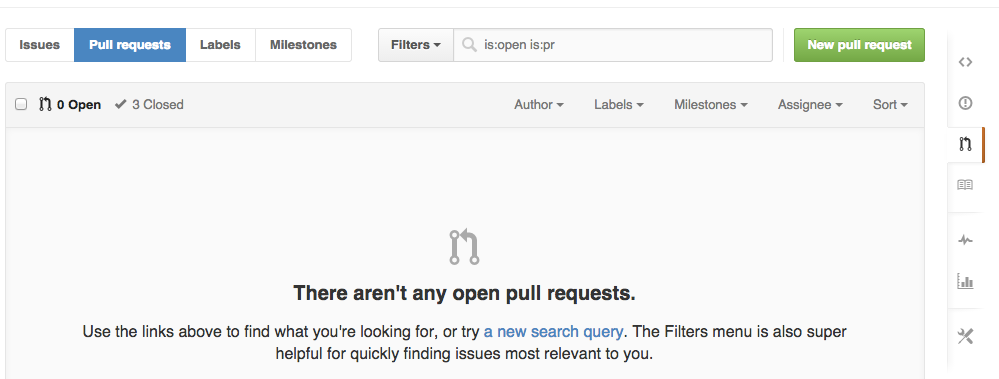 Issues Pull requests Labels Milestones Filters is:open is:pr New pull request
0 Open 3 Closed Author Labels Milestones Assignee Sort
There aren't any open pull requests.
Use the links above to find what you're looking for, or try a new search query. The Filters menu is also super
helpful for quickly finding issues most relevant to you.